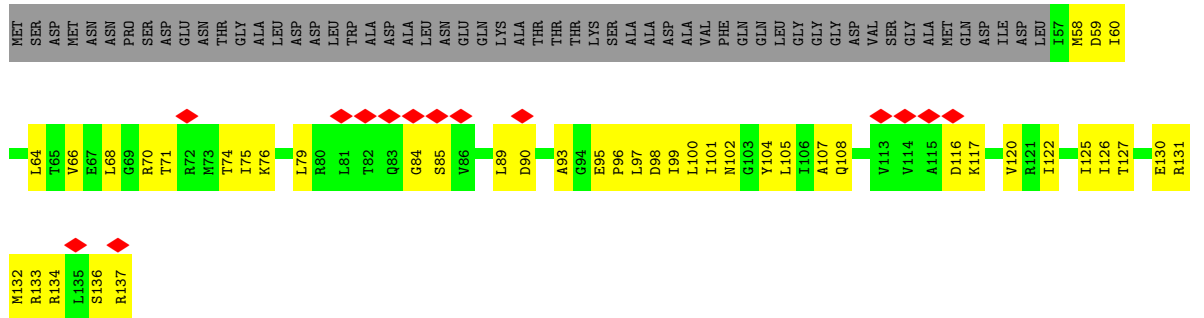 MET SER ASP MET ASN ASN PRO SER ASP GLU ASN THR GLY ALA LEU ASP ASP LEU TRP ALA ASP ALA LEU ASN GLU GLN LYS ALA THR THR THR LYS SER ALA ALA ASP ALA VAL PHE GLN GLN LEU GLY GLY GLY ASP VAL SER GLY ALA MET GLN ASP ILE ASP LEU I57 M58 D59 I60
L64 T65 V66 E67 L68 G69 R70 T71 R72 M73 T74 I75 K76 L79 R80 L81 T82 Q83 G84 S85 V86 L89 D90 A93 G94 E95 P96 L97 D98 I99 L100 I101 N102 G103 Y104 L105 I106 A107 Q108 V113 V114 A115 D116 K117 V120 R121 I122 I125 I126 T127 E130 R131
M132 R133 R134 L135 S136 R137